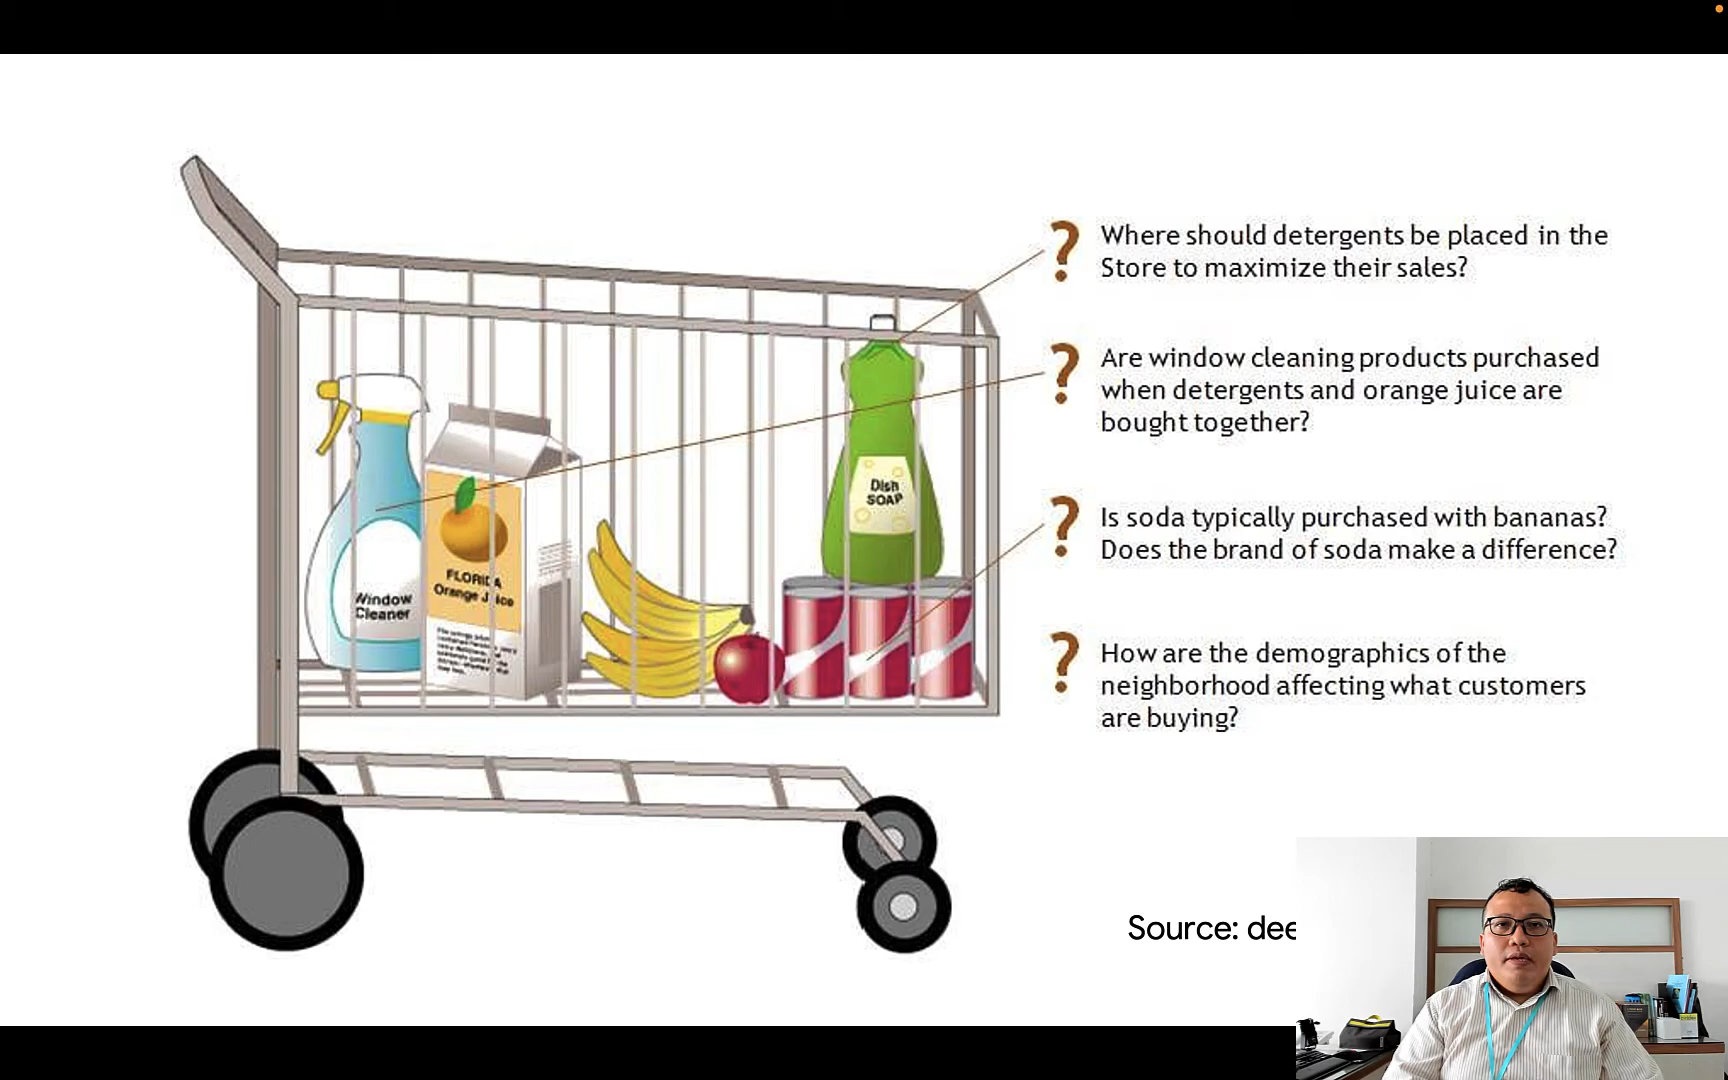 ? Where should detergents be placed in the
Store to maximize their sales?
? Are window cleaning products purchased
when detergents and orange juice are
bought together?
? Is soda typically purchased with bananas?
Does the brand of soda make a difference?
? How are the demographics of the
neighborhood affecting what customers
are buying?
Window
Cleaner
FLORIDA
Orange Juice
Dish
SOAP
Source: dee